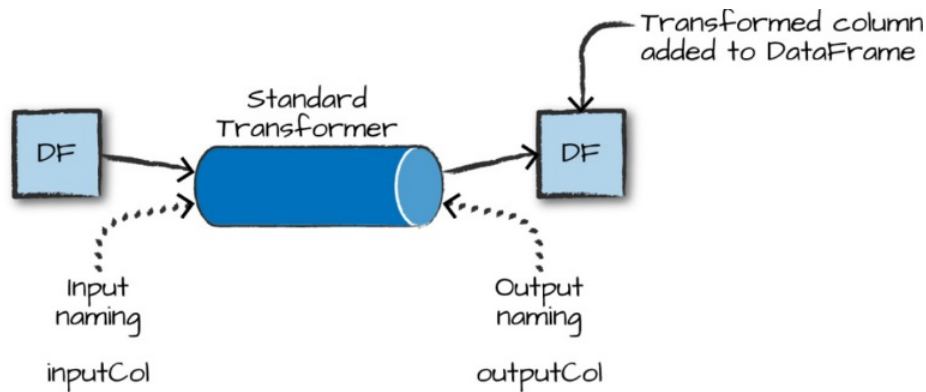 Transformed column
added to DataFrame
Standard
Transformer
DF
DF
Input
naming
Output
naming
inputCol
outputCol